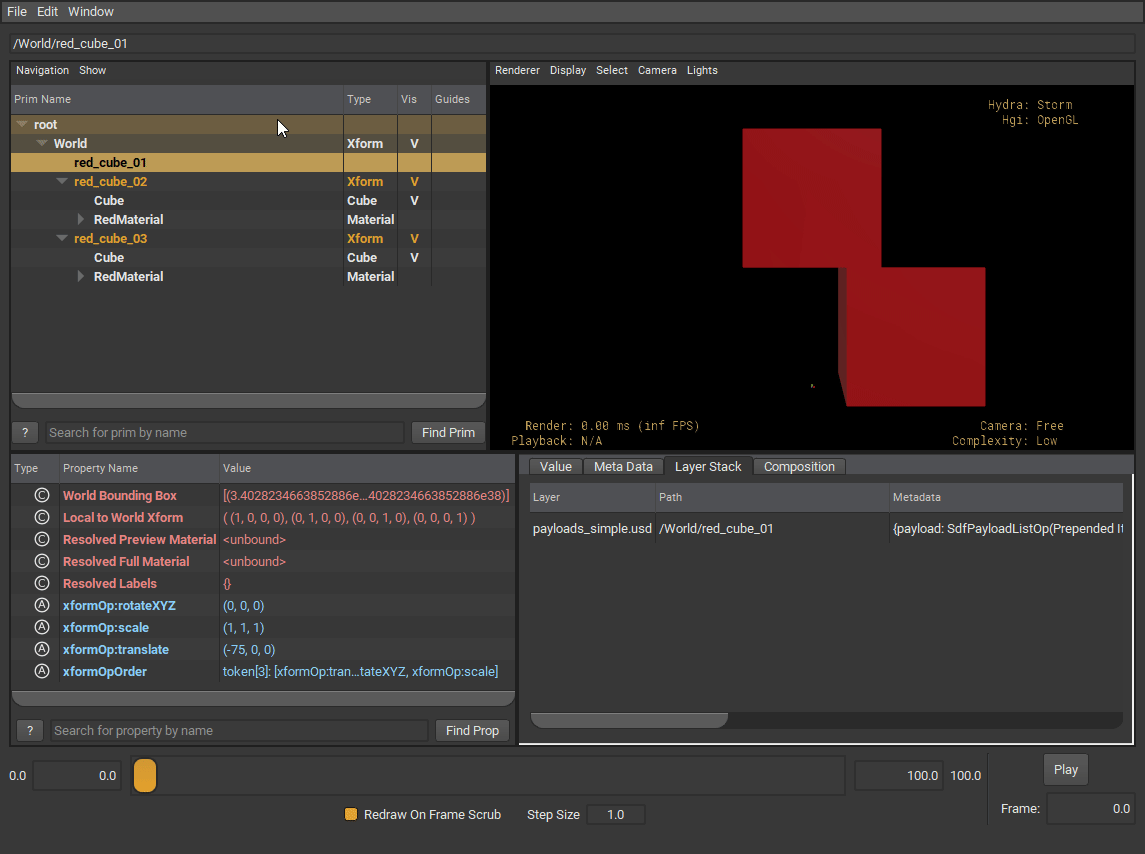 File Edit Window
/World/red_cube_01
Navigation Show
Prim Name Type Vis Guides
root
World Xform V
red_cube_01
red_cube_02 Xform V
Cube Cube V
RedMaterial Material
red_cube_03 Xform V
Cube Cube V
RedMaterial Material
? Search for prim by name Find Prim
Renderer Display Select Camera Lights
Hydra: Storm
Hgi: OpenGL
Render: 0.00 ms (inf FPS)
Playback: N/A
Camera: Free
Complexity: Low
Type Property Name Value
C World Bounding Box [(3.4028234663852886e...4028234663852886e38)]
C Local to World Xform ( (1, 0, 0, 0), (0, 1, 0, 0), (0, 0, 1, 0), (0, 0, 0, 1) )
C Resolved Preview Material <unbound>
C Resolved Full Material <unbound>
C Resolved Labels {}
A xformOp:rotateXYZ (0, 0, 0)
A xformOp:scale (1, 1, 1)
A xformOp:translate (-75, 0, 0)
A xformOpOrder token[3]: [xformOp:tran...tateXYZ, xformOp:scale]
? Search for property by name Find Prop
Value Meta Data Layer Stack Composition
Layer Path Metadata
payloads_simple.usd /World/red_cube_01 {payload: SdfPayloadListOp(Prepended It
0.0 0.0 100.0 100.0 Play
Redraw On Frame Scrub Step Size 1.0 Frame: 0.0